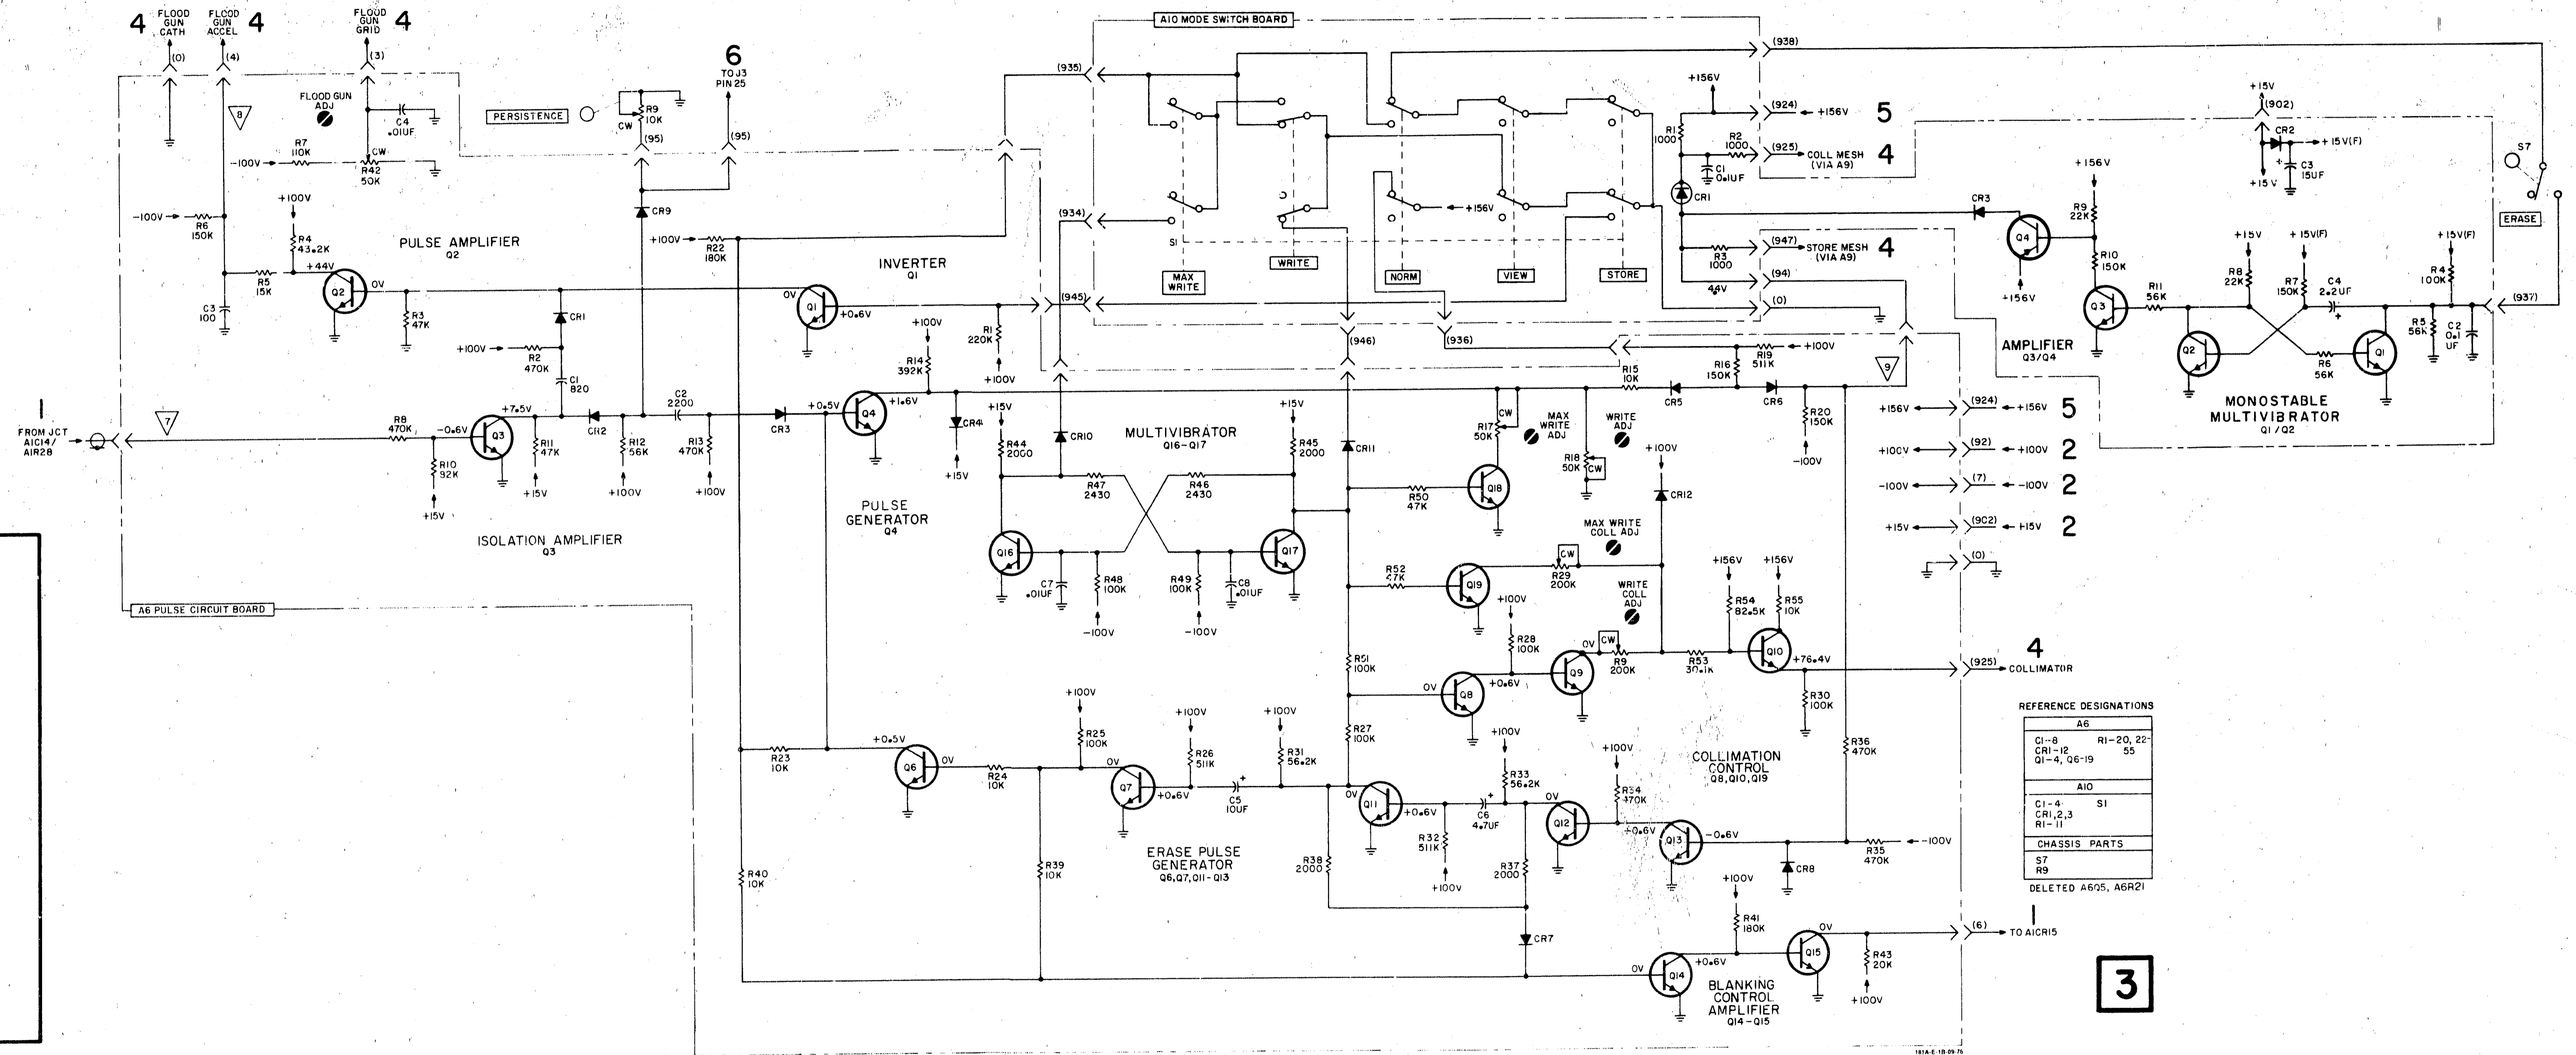 4
FLOOD
GUN
CATH
FLOOD
GUN
ACCEL
4
FLOOD
GUN
GRID
4
(0)
(4)
(3)
8
FLOOD GUN
ADJ
C4
.01UF
R7
110K
-100V
CW
R42
50K
-100V
R6
150K
+100V
R4
43.2K
+44V
R5
15K
C3
100
PULSE AMPLIFIER
Q2
Q2
0V
R3
47K
PERSISTENCE
R9
10K
CW
(95)
6
TO J3
PIN 25
(95)
CR9
+100V
R22
180K
INVERTER
Q1
0V
Q1
+0.6V
CR1
+100V
R2
470K
C1
820
R1
220K
+100V
+100V
R14
392K
1
FROM JCT
A1C14/
A1R28
7
R8
470K
-0.6V
Q3
+7.5V
R10
92K
+15V
R11
47K
+15V
CR2
R12
56K
+100V
C2
2200
R13
470K
+100V
CR3
+0.5V
Q4
+1.6V
CR4
+15V
ISOLATION AMPLIFIER
Q3
PULSE
GENERATOR
Q4
A6 PULSE CIRCUIT BOARD
A10 MODE SWITCH BOARD
(935)
(934)
(945)
S1
MAX
WRITE
WRITE
NORM
VIEW
STORE
+156V
(946)
(936)
(938)
+156V
R1
1000
(924)
+156V
5
R2
1000
(925)
COLL MESH
(VIA A9)
4
C1
0.1UF
CR1
R3
1000
(947)
STORE MESH
(VIA A9)
4
(94)
44V
(0)
+15V
(902)
CR2
+15V(F)
C3
15UF
+15V
S7
ERASE
+156V
R9
22K
CR3
Q4
R10
150K
+156V
Q3
R11
56K
+15V
R8
22K
+15V(F)
R7
150K
C4
2.2UF
+15V(F)
R4
100K
(937)
R5
56K
C2
0.1
UF
Q2
R6
56K
Q1
AMPLIFIER
Q3/Q4
MONOSTABLE
MULTIVIBRATOR
Q1/Q2
+15V
R44
2000
CR10
MULTIVIBRATOR
Q16-Q17
+15V
R45
2000
CR11
R47
2430
R46
2430
Q16
Q17
C7
.01UF
R48
100K
-100V
R49
100K
-100V
C8
.01UF
R15
10K
R16
150K
R19
511K
+100V
CR5
CR6
9
R20
150K
-100V
CW
R17
50K
MAX
WRITE
ADJ
WRITE
ADJ
R18
50K
CW
+100V
CR12
R50
47K
Q18
MAX WRITE
COLL ADJ
R52
47K
Q19
CW
R29
200K
WRITE
COLL
ADJ
+156V
+156V
R54
82.5K
R55
10K
+100V
R28
100K
0V
CW
R9
200K
R53
30.1K
Q10
+76.4V
R30
100K
R51
100K
0V
Q8
+0.6V
Q9
R27
100K
COLLIMATION
CONTROL
Q8,Q10,Q19
+156V
(924)
+156V
5
+100V
(92)
+100V
2
-100V
(7)
-100V
2
+15V
(902)
+15V
2
(0)
4
(925)
COLLIMATOR
R23
10K
+0.5V
Q6
0V
R24
10K
+100V
R25
100K
0V
Q7
+0.6V
+100V
R26
511K
C5
10UF
+100V
R31
56.2K
0V
Q11
+0.6V
R32
511K
+100V
C6
4.7UF
+100V
R33
56.2K
0V
Q12
+100V
R34
470K
+0.6V
Q13
-0.6V
R36
470K
CR8
R35
470K
-100V
ERASE PULSE
GENERATOR
Q6,Q7,Q11-Q13
R38
2000
R37
2000
CR7
R40
10K
R39
10K
+100V
R41
180K
0V
Q14
+0.6V
Q15
0V
R43
20K
+100V
BLANKING
CONTROL
AMPLIFIER
Q14-Q15
(6)
1
TO A1CR15
REFERENCE DESIGNATIONS
A6
C1-8 R1-20, 22-
CR1-12 55
Q1-4, Q6-19
A10
C1-4 S1
CR1,2,3
R1-11
CHASSIS PARTS
S7
R9
DELETED A6Q5, A6R21
3
181A-E-1B-09-76